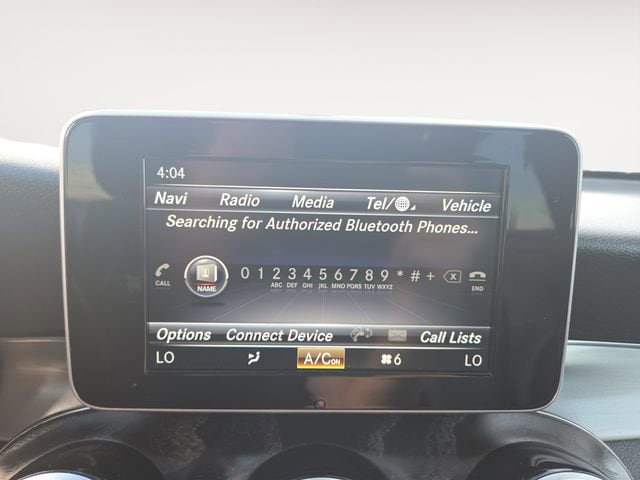 4:04
Navi Radio Media Tel/ Vehicle
Searching for Authorized Bluetooth Phones...
0 1 2 3 4 5 6 7 8 9 * # +
ABC DEF GHI JKL MNO PQRS TUV WXYZ
CALL NAME END
Options Connect Device Call Lists
LO A/C ON 6 LO